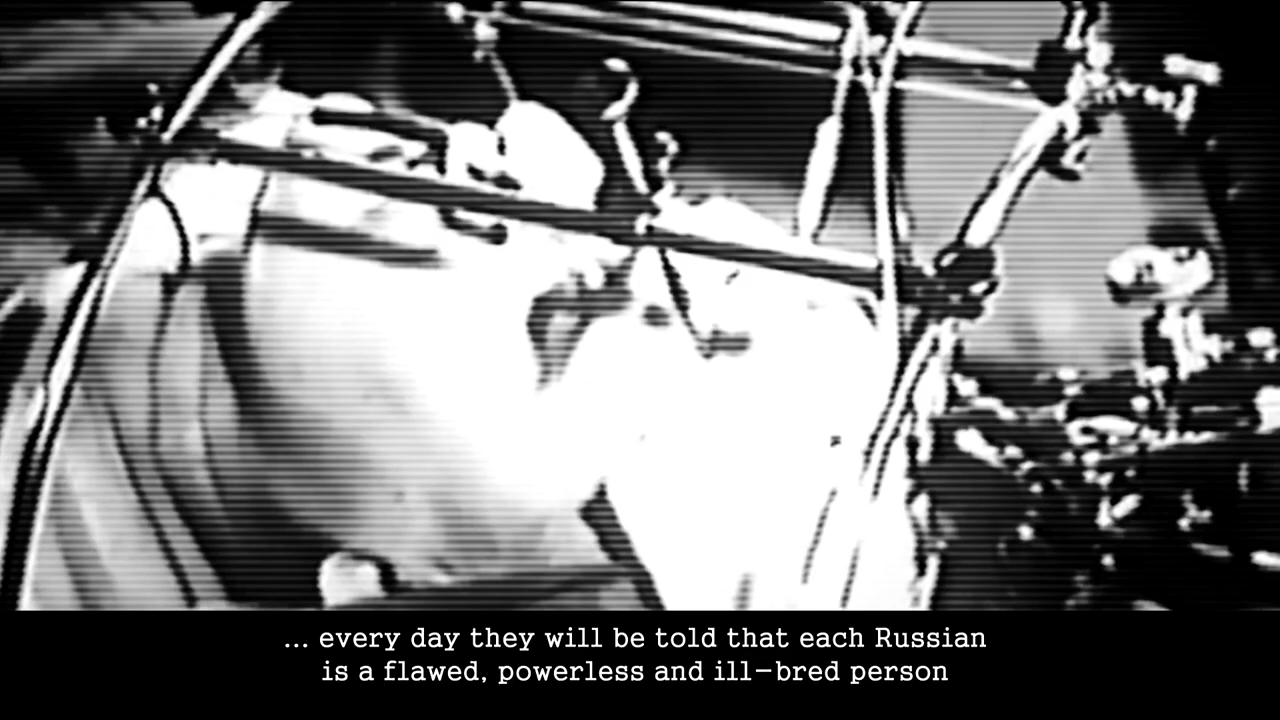 ... every day they will be told that each Russian
is a flawed, powerless and ill—bred person